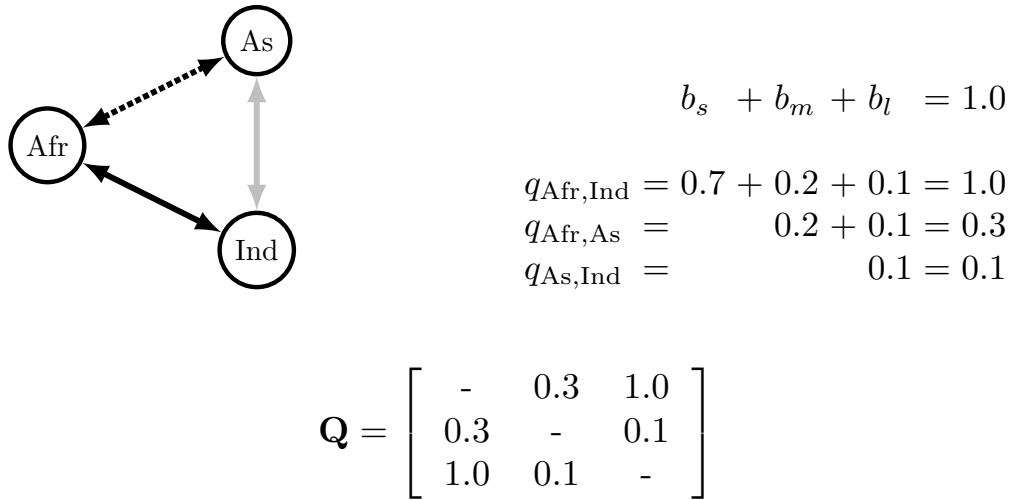 As
Afr
Ind
b_s + b_m + b_l = 1.0
q_Afr,Ind = 0.7 + 0.2 + 0.1 = 1.0
q_Afr,As = 0.2 + 0.1 = 0.3
q_As,Ind = 0.1 = 0.1
Q = [ - 0.3 1.0
0.3 - 0.1
1.0 0.1 - ]